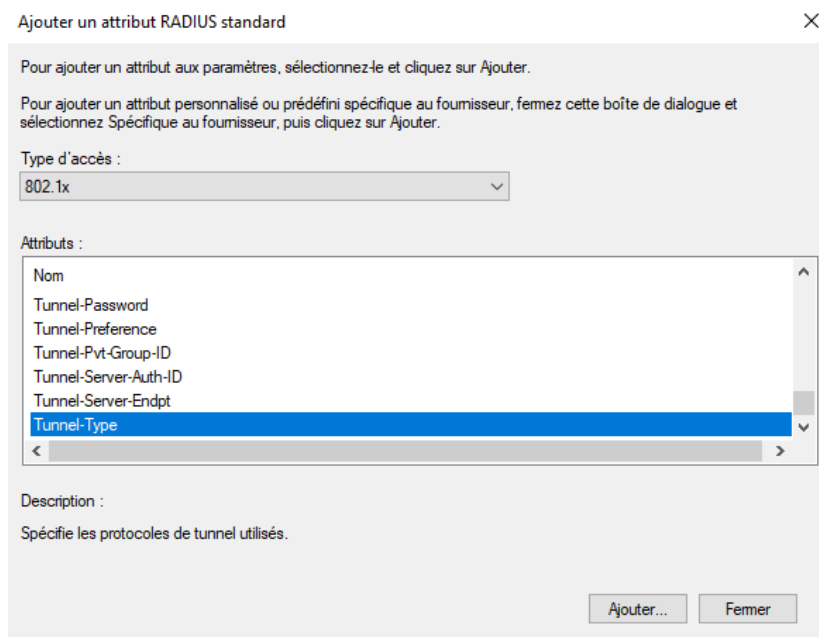 Ajouter un attribut RADIUS standard
Pour ajouter un attribut aux paramètres, sélectionnez-le et cliquez sur Ajouter.
Pour ajouter un attribut personnalisé ou prédéfini spécifique au fournisseur, fermez cette boîte de dialogue et
sélectionnez Spécifique au fournisseur, puis cliquez sur Ajouter.
Type d'accès :
802.1x
Attributs :
Nom
Tunnel-Password
Tunnel-Preference
Tunnel-Pvt-Group-ID
Tunnel-Server-Auth-ID
Tunnel-Server-Endpt
Tunnel-Type
Description :
Spécifie les protocoles de tunnel utilisés.
Ajouter... Fermer